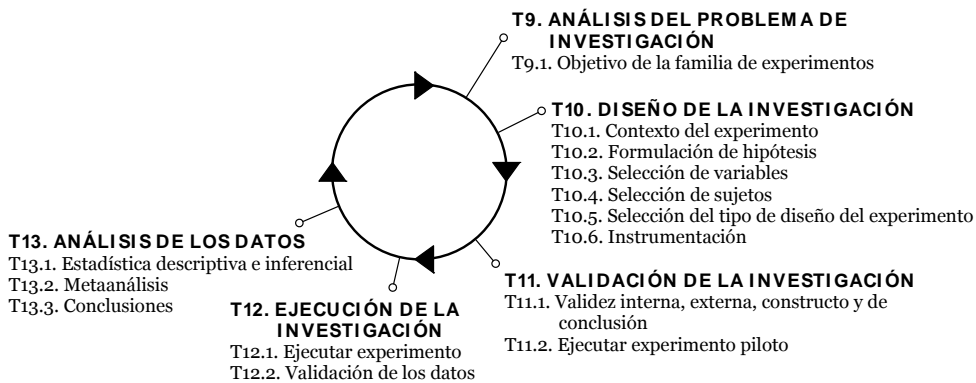 T9. ANÁLISIS DEL PROBLEMA DE
INVESTIGACIÓN
T9.1. Objetivo de la familia de experimentos
T10. DISEÑO DE LA INVESTIGACIÓN
T10.1. Contexto del experimento
T10.2. Formulación de hipótesis
T10.3. Selección de variables
T10.4. Selección de sujetos
T10.5. Selección del tipo de diseño del experimento
T10.6. Instrumentación
T11. VALIDACIÓN DE LA INVESTIGACIÓN
T11.1. Validez interna, externa, constructo y de
conclusión
T11.2. Ejecutar experimento piloto
T12. EJECUCIÓN DE LA
INVESTIGACIÓN
T12.1. Ejecutar experimento
T12.2. Validación de los datos
T13. ANÁLISIS DE LOS DATOS
T13.1. Estadística descriptiva e inferencial
T13.2. Metaanálisis
T13.3. Conclusiones